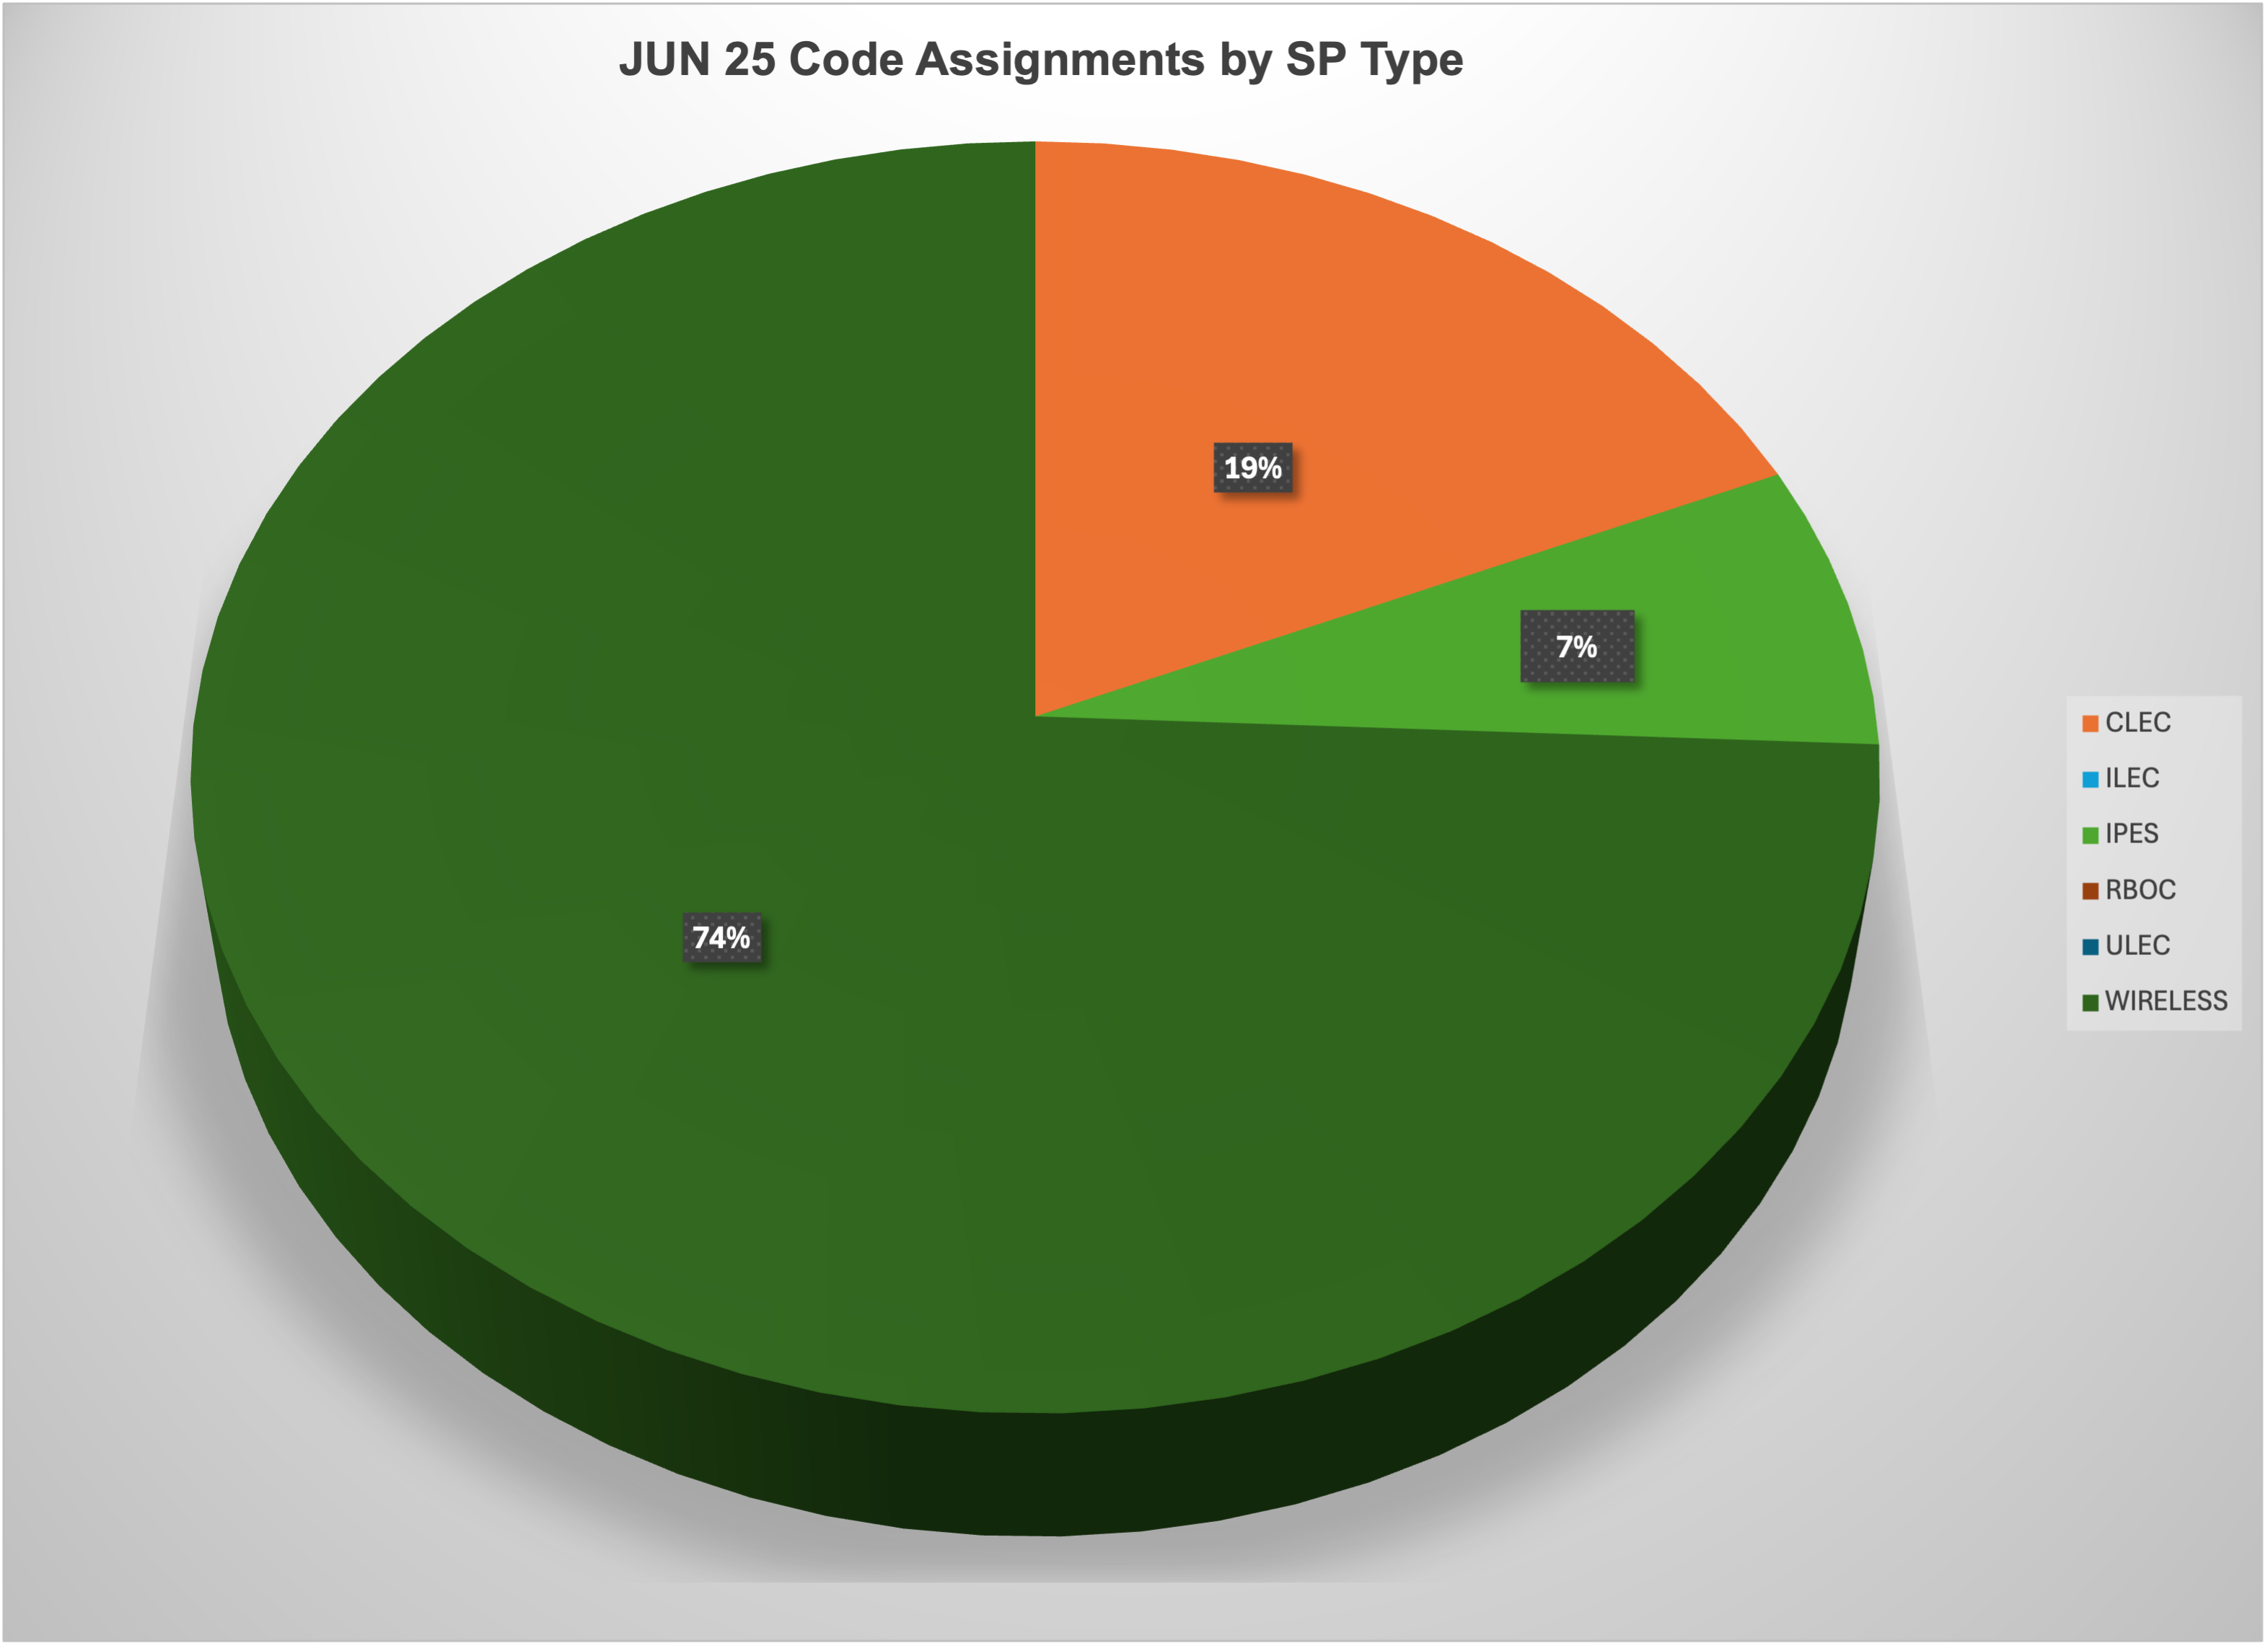 JUN 25 Code Assignments by SP Type
19%
7%
74%
CLEC
ILEC
IPES
RBOC
ULEC
WIRELESS